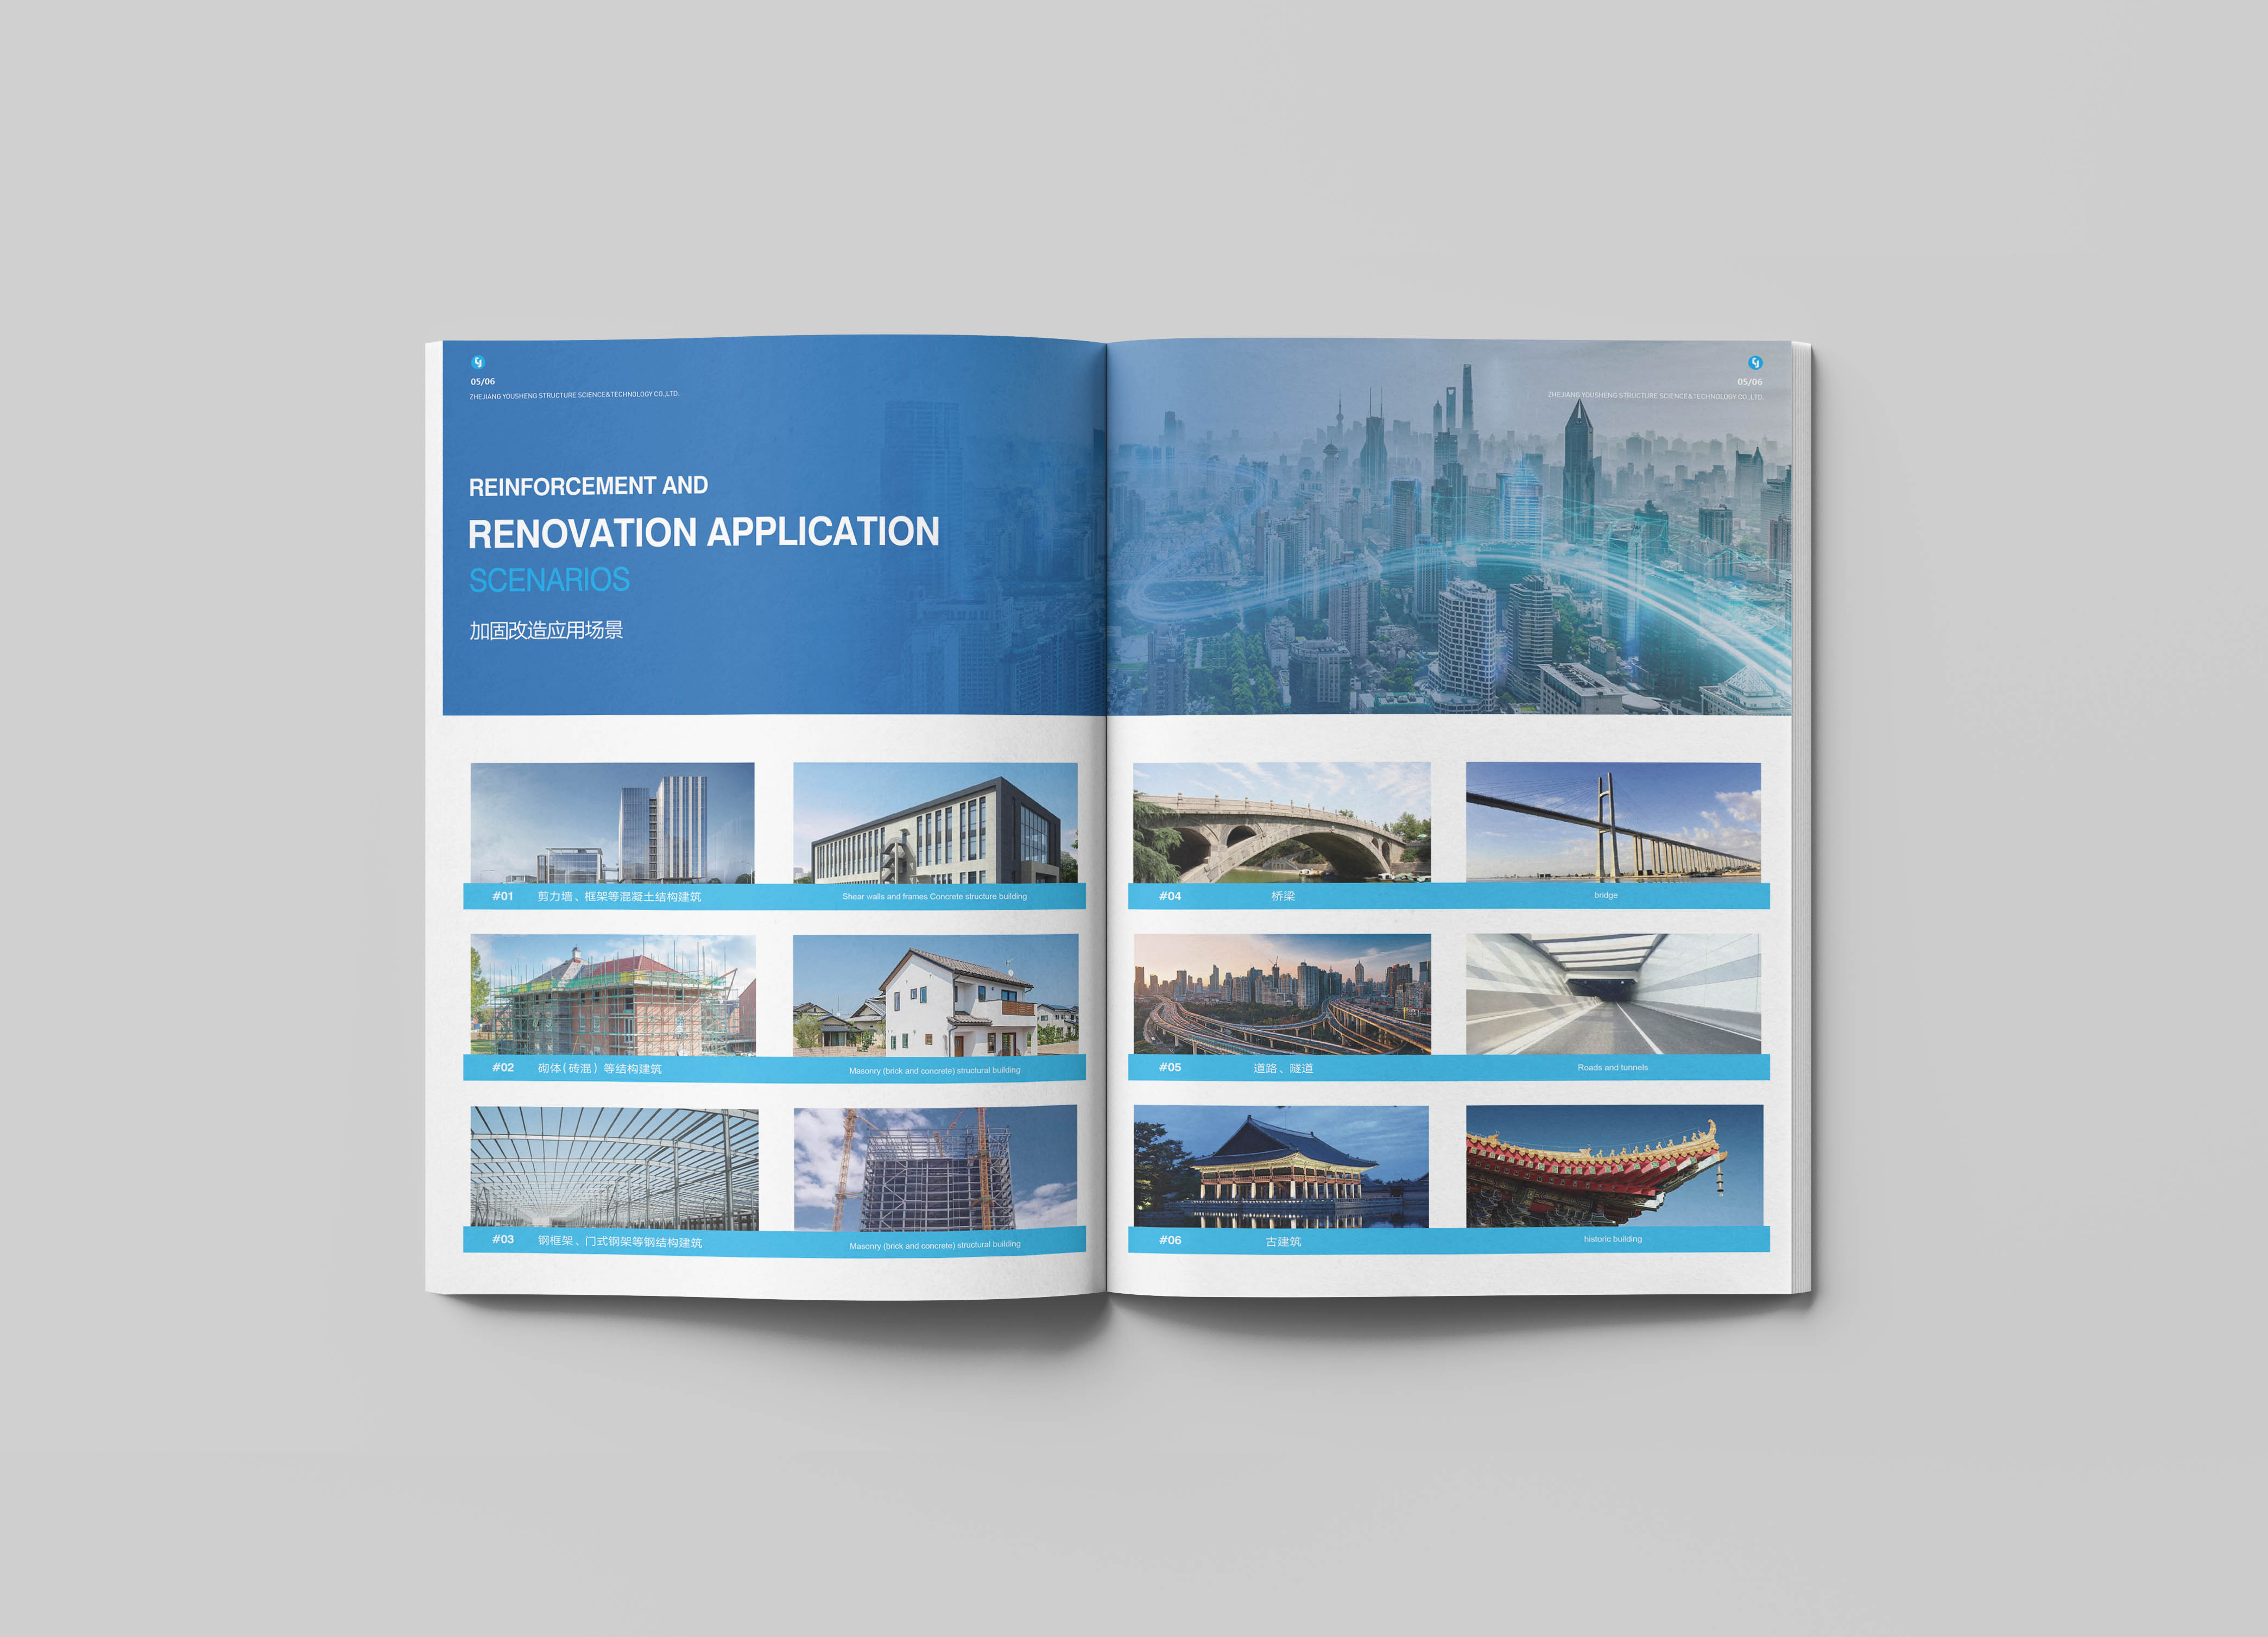 05/06
ZHEJIANG YOUSHENG STRUCTURE SCIENCE&TECHNOLOGY CO.,LTD.
REINFORCEMENT AND
RENOVATION APPLICATION
SCENARIOS
加固改造应用场景
#01 剪力墙、框架等混凝土结构建筑 Shear walls and frames Concrete structure building
#02 砌体(砖混) 等结构建筑 Masonry (brick and concrete) structural building
#03 钢框架、门式钢架等钢结构建筑 Masonry (brick and concrete) structural building
05/06
ZHEJIANG YOUSHENG STRUCTURE SCIENCE&TECHNOLOGY CO.,LTD.
#04 桥梁 bridge
#05 道路、隧道 Roads and tunnels
#06 古建筑 historic building